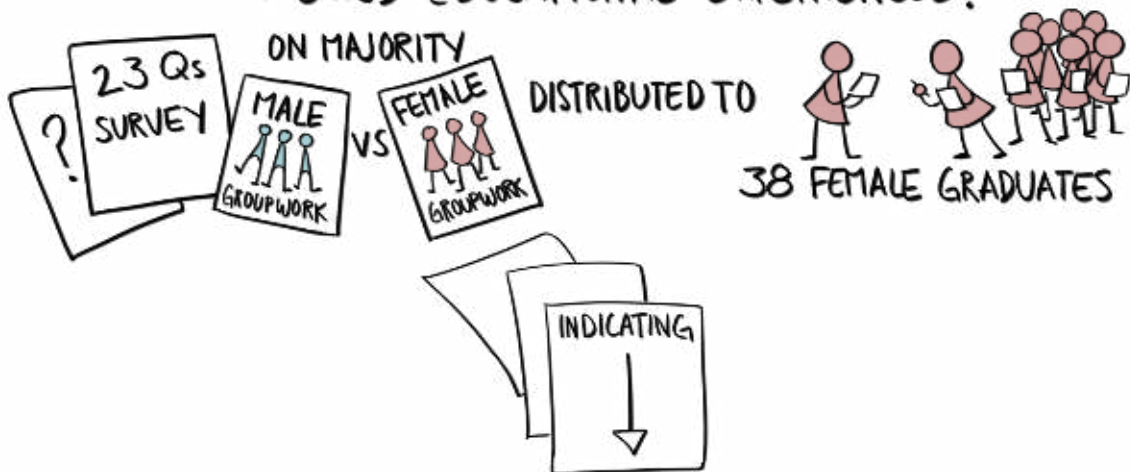 ?
23 Qs
SURVEY
ON MAJORITY
MALE
GROUPWORK
VS
FEMALE
GROUPWORK
DISTRIBUTED TO
38 FEMALE GRADUATES
INDICATING